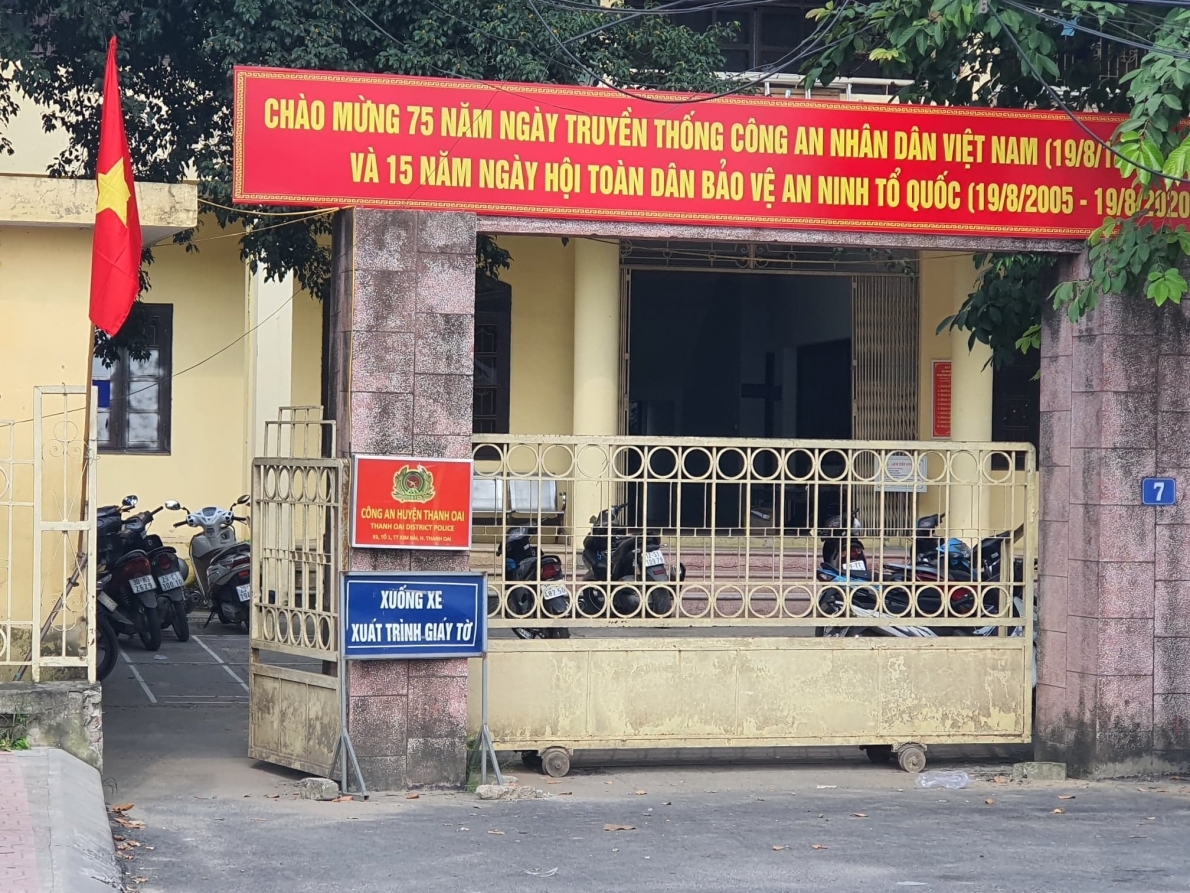 CHÀO MỪNG 75 NĂM NGÀY TRUYỀN THỐNG CÔNG AN NHÂN DÂN VIỆT NAM (19/8/
VÀ 15 NĂM NGÀY HỘI TOÀN DÂN BẢO VỆ AN NINH TỔ QUỐC (19/8/2005 - 19/8/2020
CÔNG AN HUYỆN THANH OAI
THANH OAI DISTRICT POLICE
7
XUỐNG XE
XUẤT TRÌNH GIẤY TỜ